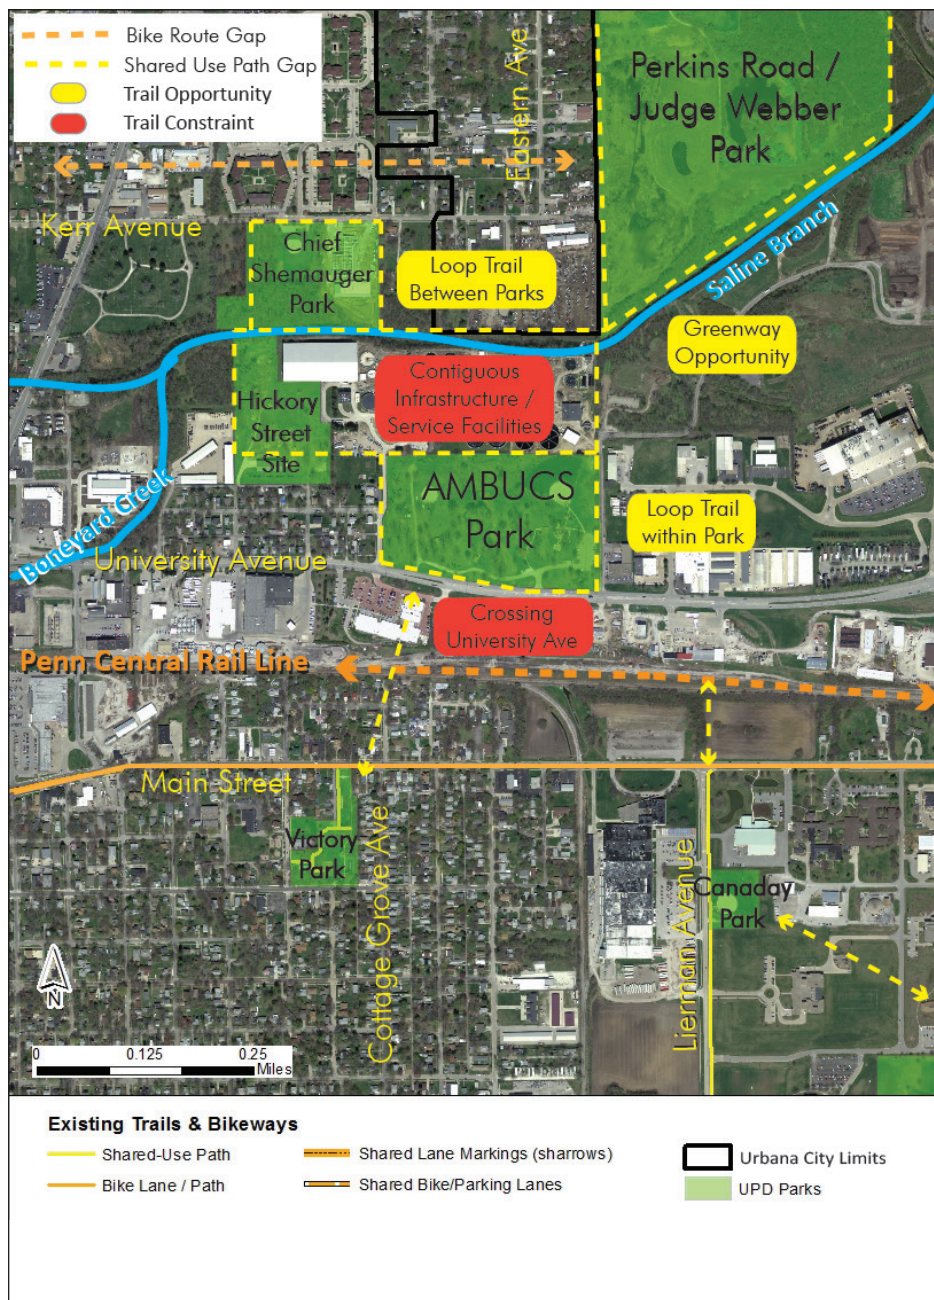 Bike Route Gap
Shared Use Path Gap
Trail Opportunity
Trail Constraint
Eastern Ave
Perkins Road /
Judge Webber
Park
Kerr Avenue
Chief
Shemauger
Park
Loop Trail
Between Parks
Saline Branch
Greenway
Opportunity
Contiguous
Infrastructure /
Service Facilities
Hickory
Street
Site
AMBUCS
Park
Loop Trail
within Park
Boneyard Creek
University Avenue
Crossing
University Ave
Penn Central Rail Line
Main Street
Victory
Park
Cottage Grove Ave
Lierman Avenue
Canaday
Park
N
0 0.125 0.25
Miles
Existing Trails & Bikeways
Shared-Use Path
Bike Lane / Path
Shared Lane Markings (sharrows)
Shared Bike/Parking Lanes
Urbana City Limits
UPD Parks